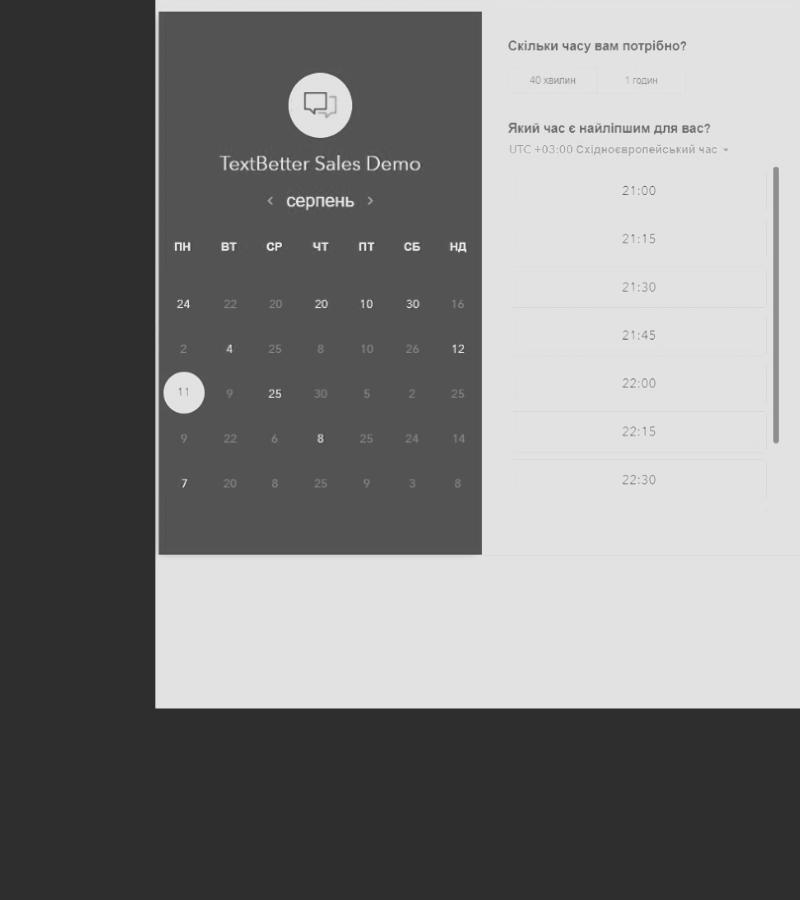 TextBetter Sales Demo
‹ серпень ›
ПН ВТ СР ЧТ ПТ СБ НД
24 22 20 20 10 30 16
2 4 25 8 10 26 12
11 9 25 30 5 2 25
9 22 6 8 25 24 14
7 20 8 25 9 3 8
Скільки часу вам потрібно?
40 хвилин 1 годин
Який час є найліпшим для вас?
UTC +03:00 Східноєвропейський час
21:00
21:15
21:30
21:45
22:00
22:15
22:30